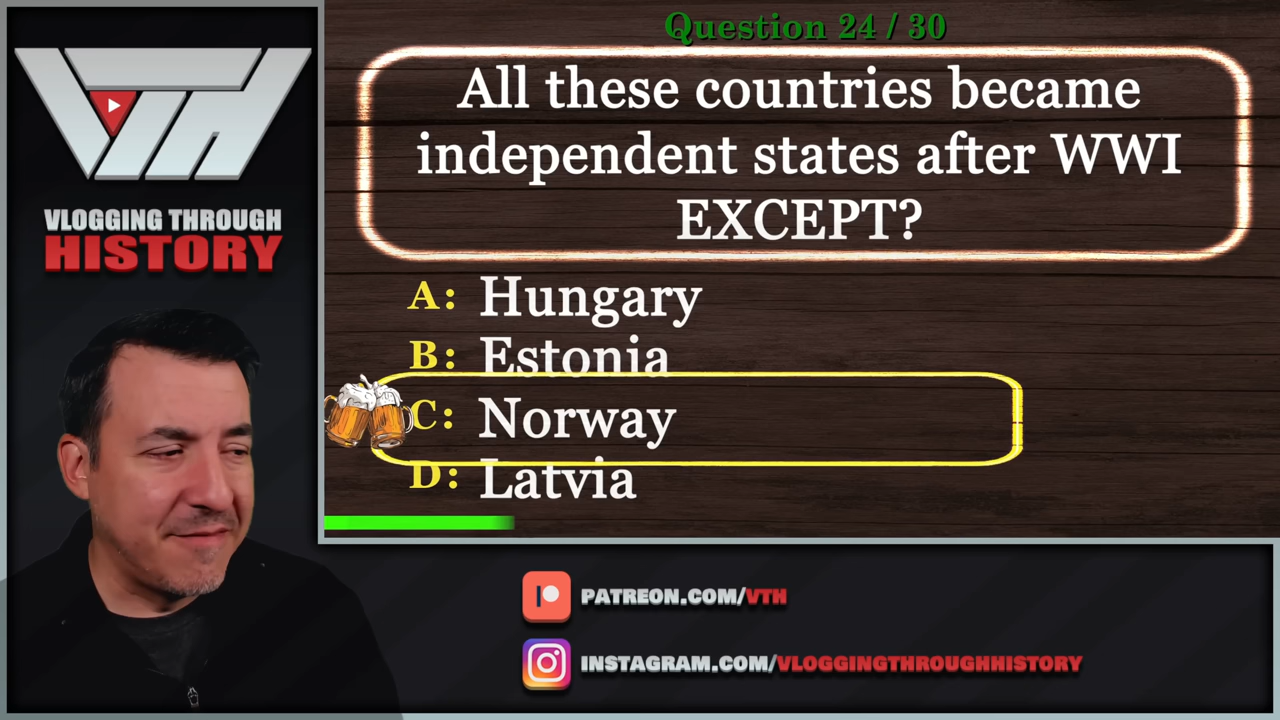 Question 24 / 30
All these countries became
independent states after WWI
EXCEPT?
A: Hungary
B: Estonia
C: Norway
D: Latvia
VTH
VLOGGING THROUGH
HISTORY
PATREON.COM/VTH
INSTAGRAM.COM/VLOGGINGTHROUGHHISTORY